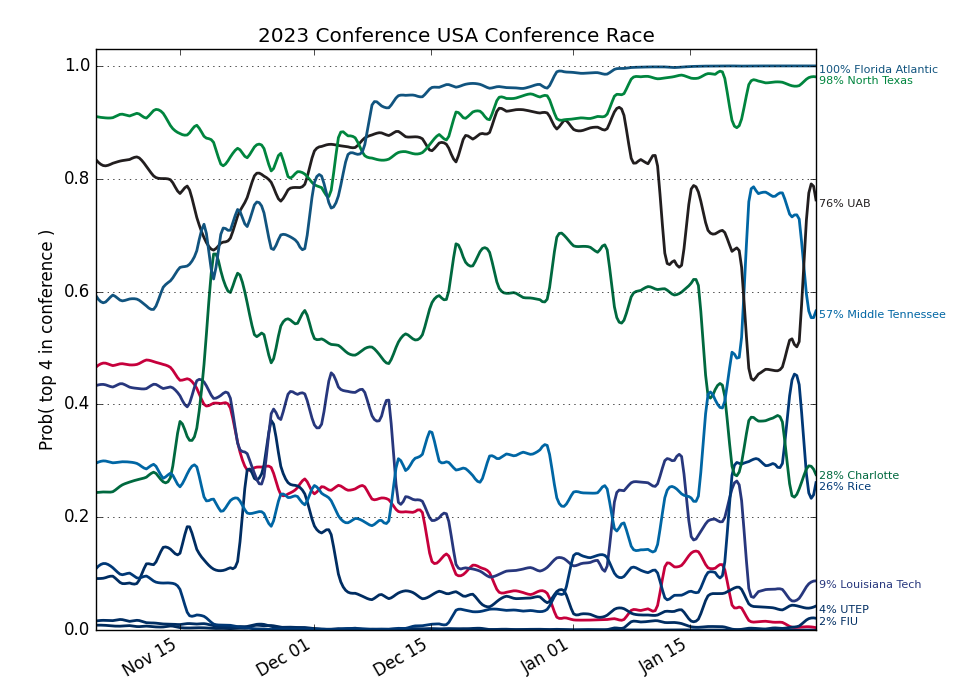 2023 Conference USA Conference Race
Prob( top 4 in conference )
1.0
0.8
0.6
0.4
0.2
0.0
Nov 15
Dec 01
Dec 15
Jan 01
Jan 15
100% Florida Atlantic
98% North Texas
76% UAB
57% Middle Tennessee
28% Charlotte
26% Rice
9% Louisiana Tech
4% UTEP
2% FIU